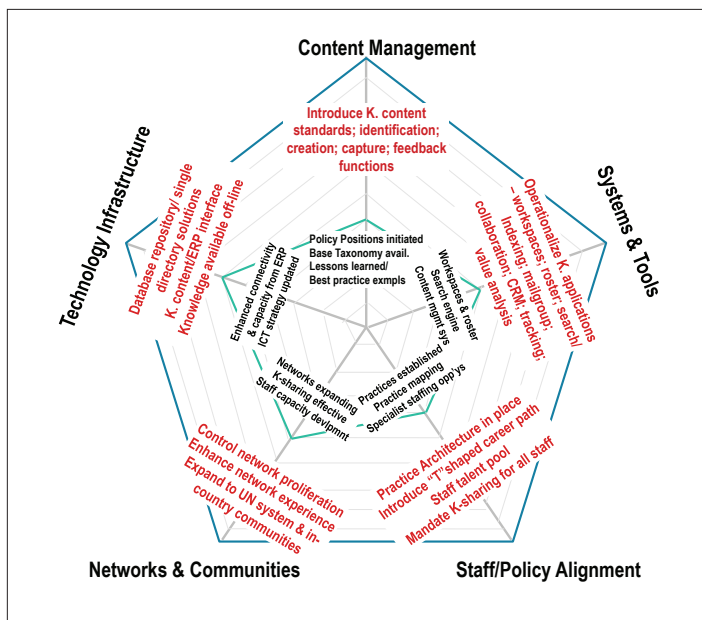 Content Management
Introduce K. content
standards; identification;
creation; capture; feedback
functions
Technology Infrastructure
Database repository/ single
directory solutions
K. content/ERP interface
Knowledge available off-line
Enhanced connectivity
& capacity from ERP
ICT strategy updated
Policy Positions initiated
Base Taxonomy avail.
Lessons learned/
Best practice exmpls
Workspaces & roster
Search engine
Content mgmt sys
Operationalize K. applications
– workspaces; roster; search/
Indexing; mailgroup;
collaboration; CRM; tracking;
value analysis
Systems & Tools
Networks expanding
K-sharing effective
Staff capacity devlpmnt
Practices established
Practice mapping
Specialist staffing opp'ys
Control network proliferation
Enhance network experience
Expand to UN system & in-
country communities
Practice Architecture in place
Introduce “T”shaped career path
Staff talent pool
Mandate K-sharing for all staff
Networks & Communities
Staff/Policy Alignment